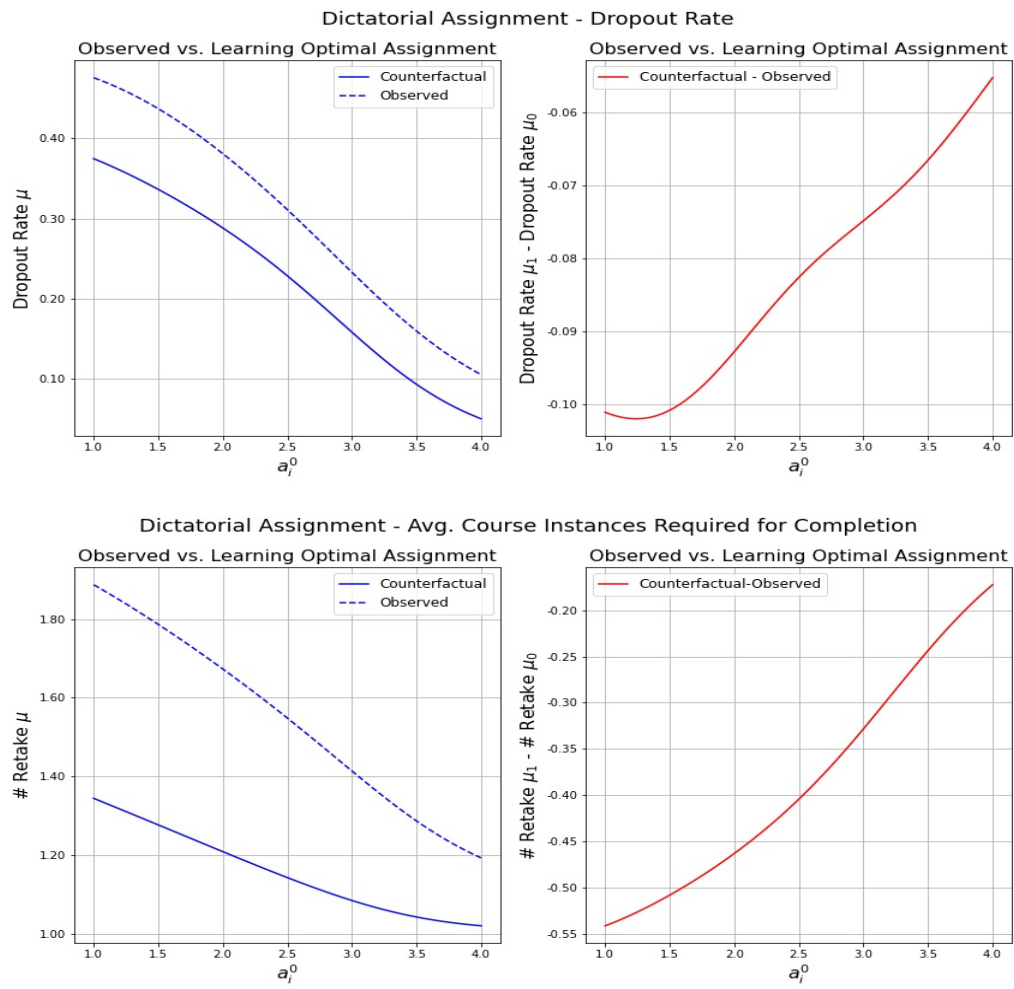 Dictatorial Assignment - Dropout Rate
Observed vs. Learning Optimal Assignment
Counterfactual
Observed
Dropout Rate μ
0.40
0.30
0.20
0.10
1.0 1.5 2.0 2.5 3.0 3.5 4.0
a_i^0
Observed vs. Learning Optimal Assignment
Counterfactual - Observed
Dropout Rate μ₁ - Dropout Rate μ₀
-0.06
-0.07
-0.08
-0.09
-0.10
1.0 1.5 2.0 2.5 3.0 3.5 4.0
a_i^0
Dictatorial Assignment - Avg. Course Instances Required for Completion
Observed vs. Learning Optimal Assignment
Counterfactual
Observed
# Retake μ
1.80
1.60
1.40
1.20
1.00
1.0 1.5 2.0 2.5 3.0 3.5 4.0
a_i^0
Observed vs. Learning Optimal Assignment
Counterfactual-Observed
# Retake μ₁ - # Retake μ₀
-0.20
-0.25
-0.30
-0.35
-0.40
-0.45
-0.50
-0.55
1.0 1.5 2.0 2.5 3.0 3.5 4.0
a_i^0